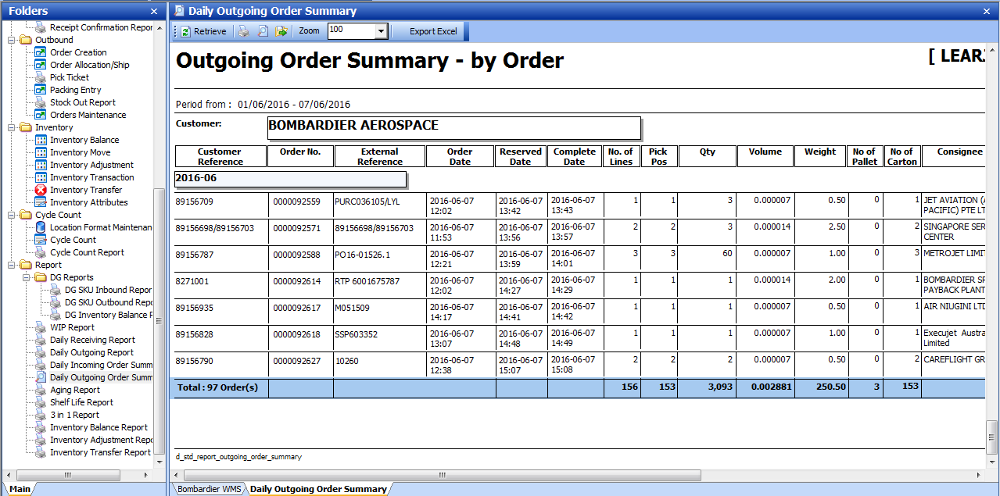 Folders
Receipt Confirmation Repor
Outbound
Order Creation
Order Allocation/Ship
Pick Ticket
Packing Entry
Stock Out Report
Orders Maintenance
Inventory
Inventory Balance
Inventory Move
Inventory Adjustment
Inventory Transaction
Inventory Transfer
Inventory Attributes
Cycle Count
Location Format Maintenan
Cycle Count
Cycle Count Report
Report
DG Reports
DG SKU Inbound Repor
DG SKU Outbound Repo
DG Inventory Balance R
WIP Report
Daily Receiving Report
Daily Outgoing Report
Daily Incoming Order Summ
Daily Outgoing Order Summ
Aging Report
Shelf Life Report
3 in 1 Report
Inventory Balance Report
Inventory Adjustment Repo
Inventory Transfer Report
Main
Daily Outgoing Order Summary
Retrieve Zoom 100 Export Excel
Outgoing Order Summary - by Order [ LEARJ
Period from : 01/06/2016 - 07/06/2016
Customer: BOMBARDIER AEROSPACE
Customer Order No. External Order Reserved Complete No. of Pick Qty Volume Weight No of No of Consignee
Reference Reference Date Date Date Lines Pos Pallet Carton
2016-06
89156709 0000092559 PURC036105/LYL 2016-06-07 2016-06-07 2016-06-07 1 1 3 0.000007 0.50 0 1 JET AVIATION (A
12:02 13:42 13:43 PACIFIC) PTE LT
89156698/89156703 0000092571 89156698/89156703 2016-06-07 2016-06-07 2016-06-07 2 2 3 0.000014 2.50 0 2 SINGAPORE SER
11:53 13:56 13:57 CENTER
89156787 0000092588 PO16-01526.1 2016-06-07 2016-06-07 2016-06-07 3 3 60 0.000007 1.00 0 3 METROJET LIMIT
12:21 13:59 14:01
8271001 0000092614 RTP 6001675787 2016-06-07 2016-06-07 2016-06-07 1 1 1 0.000014 2.00 0 1 BOMBARDIER SP
12:02 14:27 14:29 PAYBACK PLANT
89156935 0000092617 M051509 2016-06-07 2016-06-07 2016-06-07 1 1 1 0.000007 0.50 0 1 AIR NIUGINI LTD
14:17 14:41 14:42
89156828 0000092618 SSP603352 2016-06-07 2016-06-07 2016-06-07 1 1 1 0.000007 1.00 0 1 Execujet Austra
13:07 14:48 14:49 Limited
89156790 0000092627 10260 2016-06-07 2016-06-07 2016-06-07 2 2 2 0.000007 0.50 0 2 CAREFLIGHT GR
12:38 15:07 15:08
Total : 97 Order(s) 156 153 3,093 0.002881 250.50 3 153
d_std_report_outgoing_order_summary
Bombardier WMS Daily Outgoing Order Summary